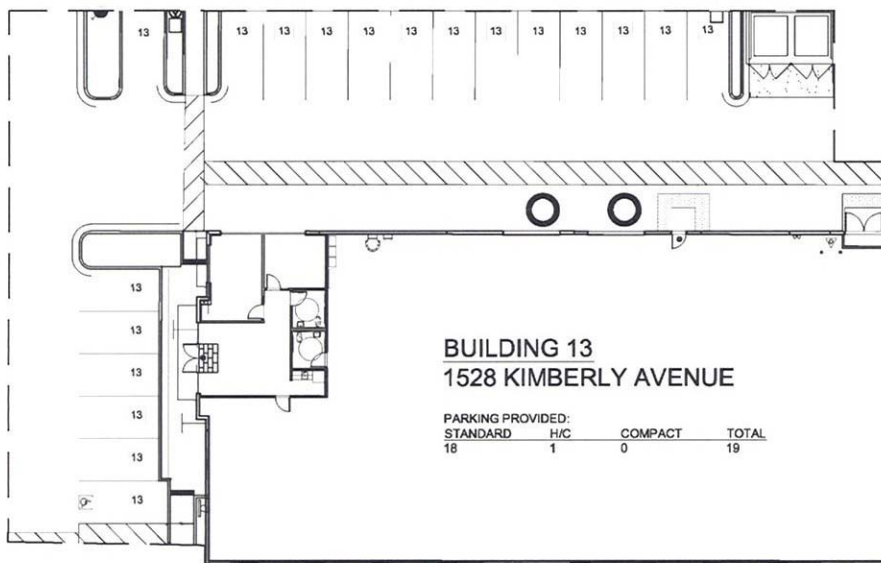 13 13 13 13 13 13 13 13 13 13 13 13 13
13
13
13
13
13
13
BUILDING 13
1528 KIMBERLY AVENUE
PARKING PROVIDED:
STANDARD H/C COMPACT TOTAL
18 1 0 19